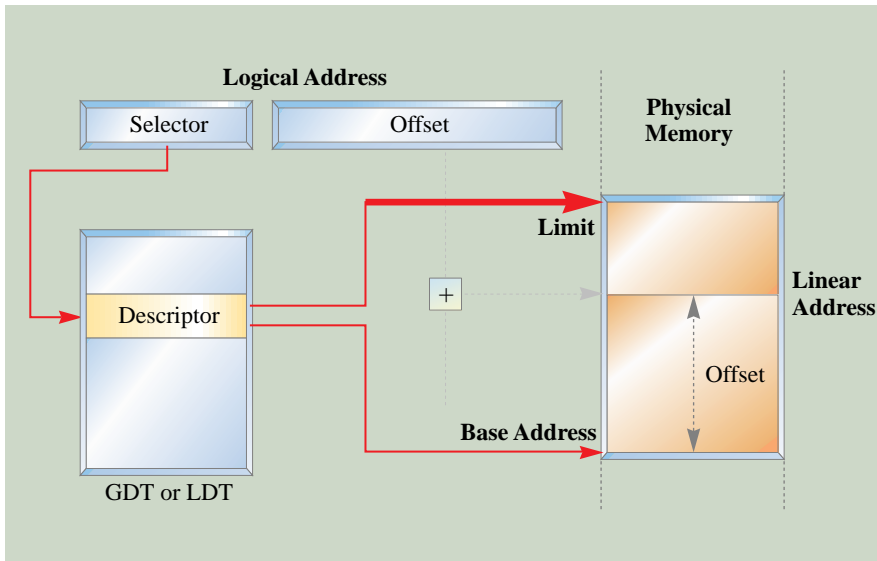 Logical Address
Selector
Offset
Physical
Memory
Limit
Descriptor
+
Linear
Address
Offset
Base Address
GDT or LDT